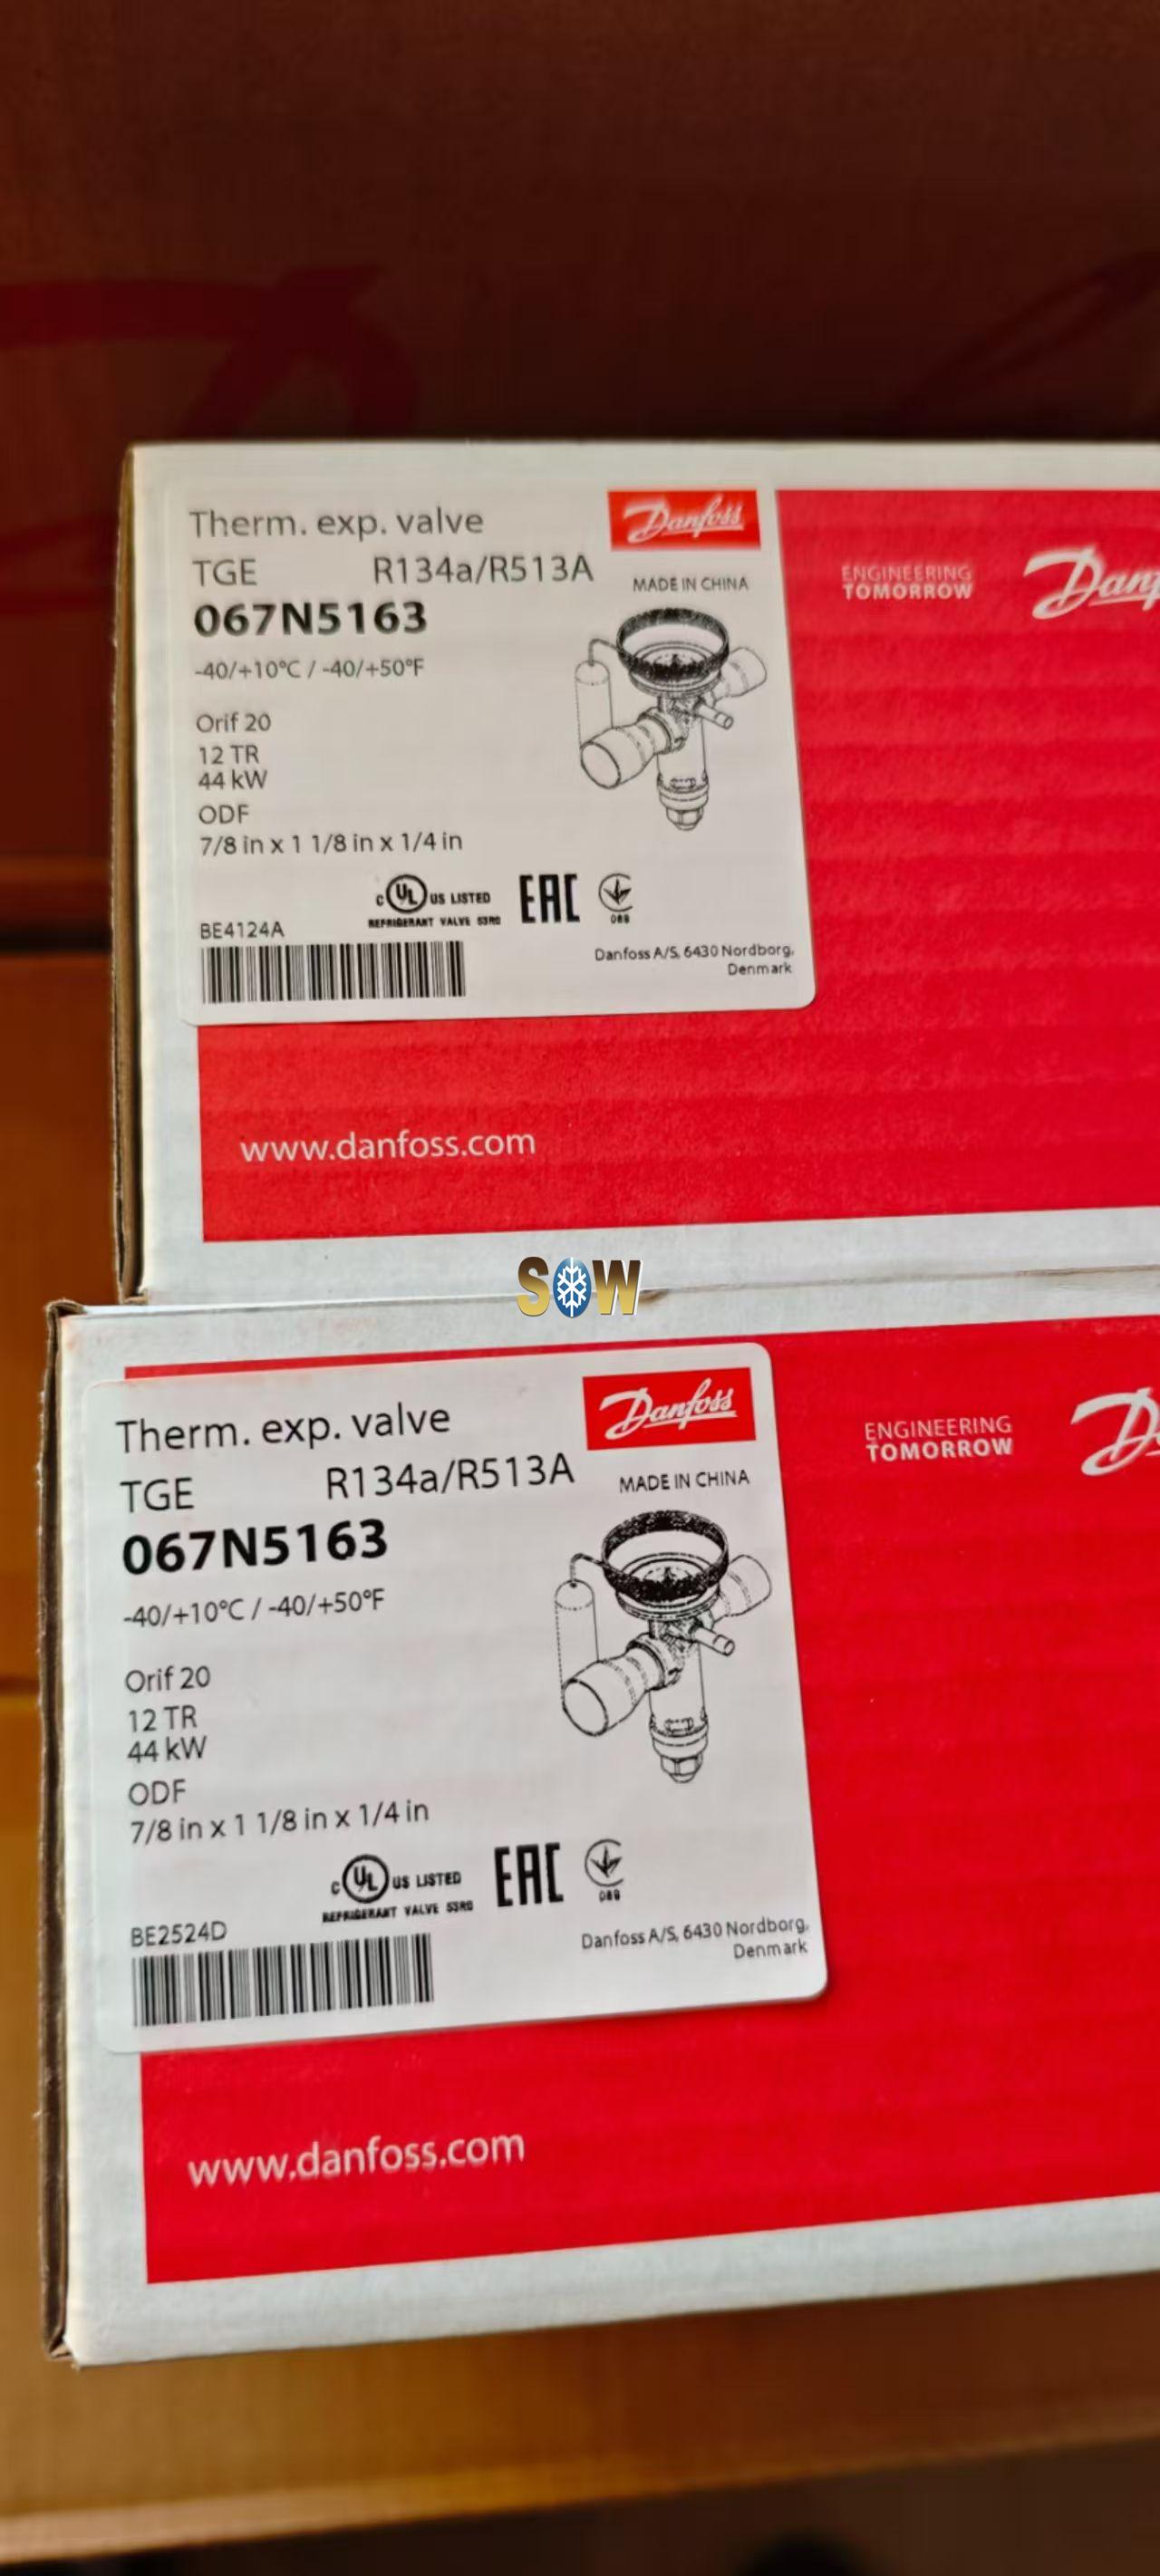 Therm. exp. valve
Danfoss
TGE R134a/R513A
MADE IN CHINA
067N5163
-40/+10°C / -40/+50°F
Orif 20
12 TR
44 kW
ODF
7/8 in x 1 1/8 in x 1/4 in
c UL US LISTED
REFRIGERANT VALVE 53R0
EAC
BE4124A
Danfoss A/S, 6430 Nordborg,
Denmark
ENGINEERING
TOMORROW
www.danfoss.com
SOW
Therm. exp. valve
Danfoss
TGE R134a/R513A
MADE IN CHINA
067N5163
-40/+10°C / -40/+50°F
Orif 20
12 TR
44 kW
ODF
7/8 in x 1 1/8 in x 1/4 in
c UL US LISTED
REFRIGERANT VALVE 53R0
EAC
BE2524D
Danfoss A/S, 6430 Nordborg,
Denmark
ENGINEERING
TOMORROW
www.danfoss.com